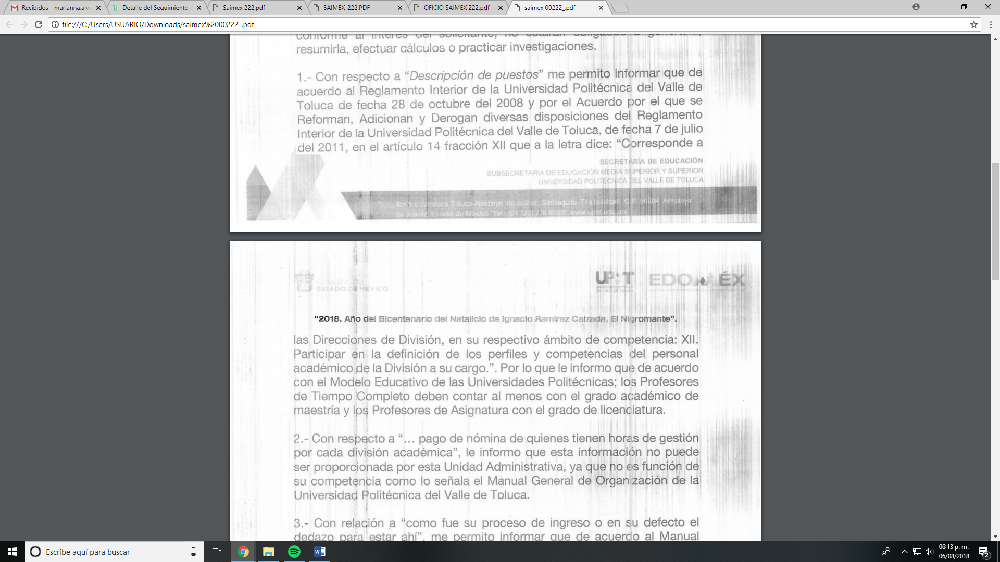 Recibidos - marianna.alva
Detalle del Seguimiento d
Saimex 222.pdf
SAIMEX-222.PDF
OFICIO SAIMEX 222.pdf
saimex 00222_.pdf
file:///C:/Users/USUARIO/Downloads/saimex%2000222_.pdf
conforme al interés del solicitante, no estarán obligados a generarla,
resumirla, efectuar cálculos o practicar investigaciones.
1.- Con respecto a “Descripción de puestos” me permito informar que de
acuerdo al Reglamento Interior de la Universidad Politécnica del Valle de
Toluca de fecha 28 de octubre del 2008 y por el Acuerdo por el que se
Reforman, Adicionan y Derogan diversas disposiciones del Reglamento
Interior de la Universidad Politécnica del Valle de Toluca, de fecha 7 de julio
del 2011, en el artículo 14 fracción XII que a la letra dice: “Corresponde a
SECRETARÍA DE EDUCACIÓN
SUBSECRETARÍA DE EDUCACIÓN MEDIA SUPERIOR Y SUPERIOR
UNIVERSIDAD POLITÉCNICA DEL VALLE DE TOLUCA
Km 5.6 carretera Toluca-Almoloya de Juárez, Santiaguito Tlalcilalcali, C.P. 50904, Almoloya
de Juárez, Estado de México. Tel.: (01 722) 276 60 60. www.upvt.edu.mx
GOBIERNO DEL
ESTADO DE MÉXICO
UPVT
UNIVERSIDAD POLITÉCNICA
DEL VALLE DE TOLUCA
EDOMÉX
“2018. Año del Bicentenario del Natalicio de Ignacio Ramírez Calzada, El Nigromante”.
las Direcciones de División, en su respectivo ámbito de competencia: XII.
Participar en la definición de los perfiles y competencias del personal
académico de la División a su cargo.”. Por lo que le informo que de acuerdo
con el Modelo Educativo de las Universidades Politécnicas; los Profesores
de Tiempo Completo deben contar al menos con el grado académico de
maestría y los Profesores de Asignatura con el grado de licenciatura.
2.- Con respecto a “… pago de nómina de quienes tienen horas de gestión
por cada división académica”, le informo que esta información no puede
ser proporcionada por esta Unidad Administrativa, ya que no es función de
su competencia como lo señala el Manual General de Organización de la
Universidad Politécnica del Valle de Toluca.
3.- Con relación a “como fue su proceso de ingreso o en su defecto el
dedazo para estar ahí”, me permito informar que de acuerdo al Manual
Escribe aquí para buscar
06:13 p. m.
06/08/2018
2